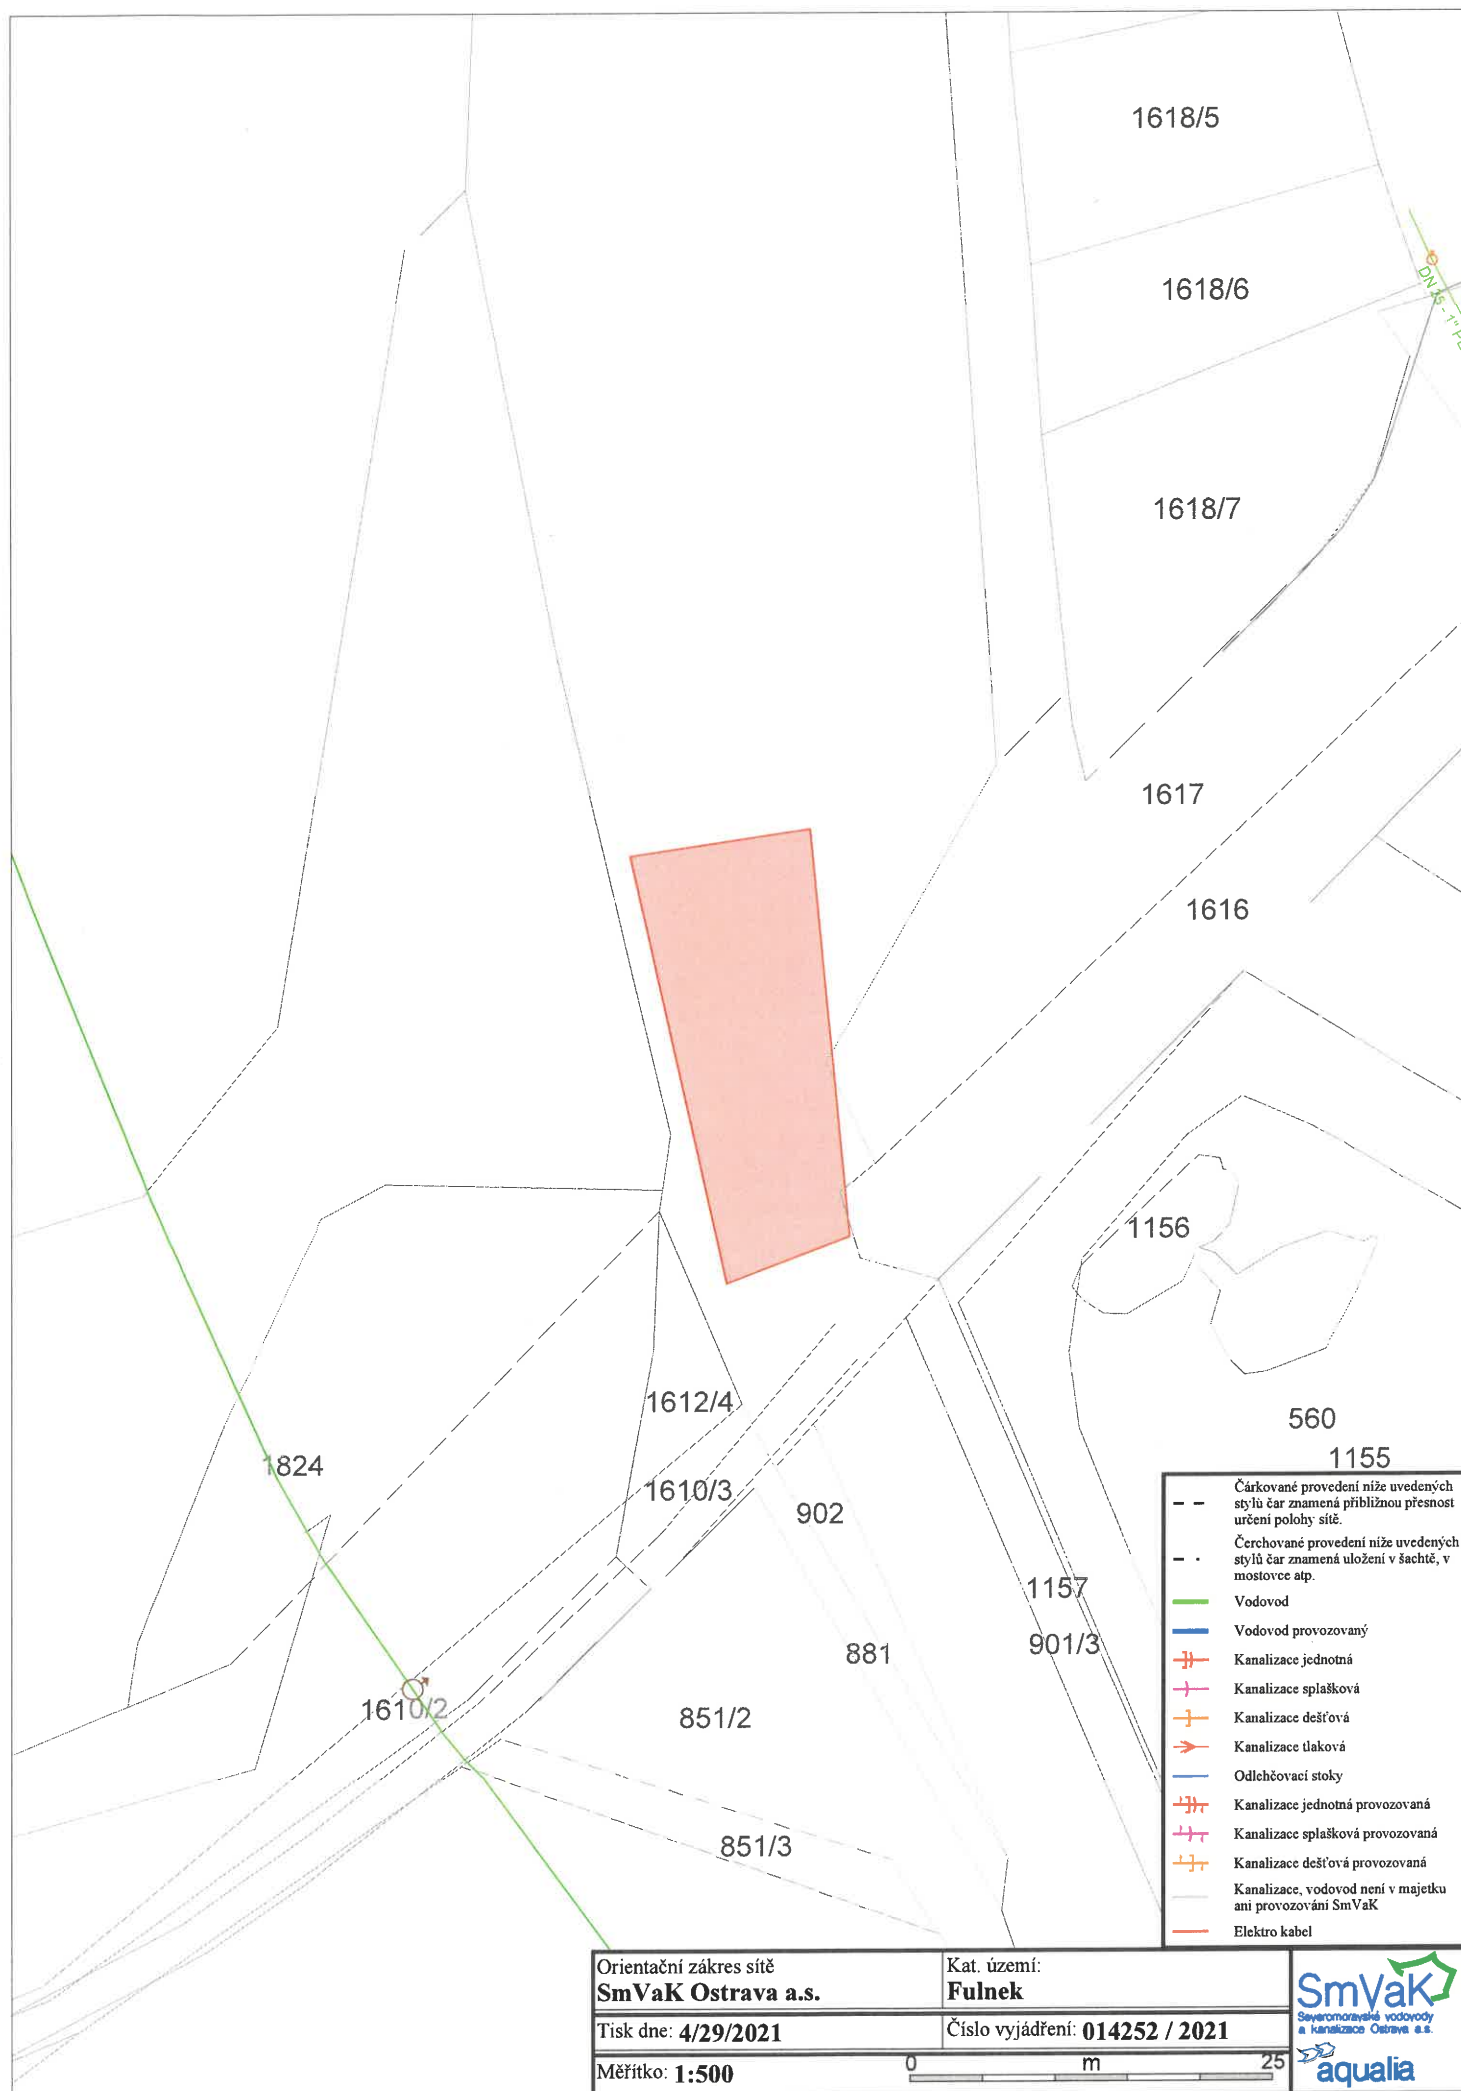 1618/5
1618/6
DN 25 - 1"
1618/7
1617
1616
1156
560
1155
1612/4
1824
1610/3
902
1157
901/3
881
1610/2
851/2
851/3
Čárkované provedení níže uvedených
stylů čar znamená přibližnou přesnost
určení polohy sítě.
Čerchované provedení níže uvedených
stylů čar znamená uložení v šachtě, v
mostovce atp.
Vodovod
Vodovod provozovaný
Kanalizace jednotná
Kanalizace splašková
Kanalizace dešťová
Kanalizace tlaková
Odlehčovací stoky
Kanalizace jednotná provozovaná
Kanalizace splašková provozovaná
Kanalizace dešťová provozovaná
Kanalizace, vodovod není v majetku
ani provozování SmVaK
Elektro kabel
Orientační zákres sítě
SmVaK Ostrava a.s.
Kat. území:
Fulnek
Tisk dne: 4/29/2021
Číslo vyjádření: 014252 / 2021
Měřítko: 1:500
0 m 25
SmVaK
Severomoravské vodovody
a kanalizace Ostrava a.s.
aqualia